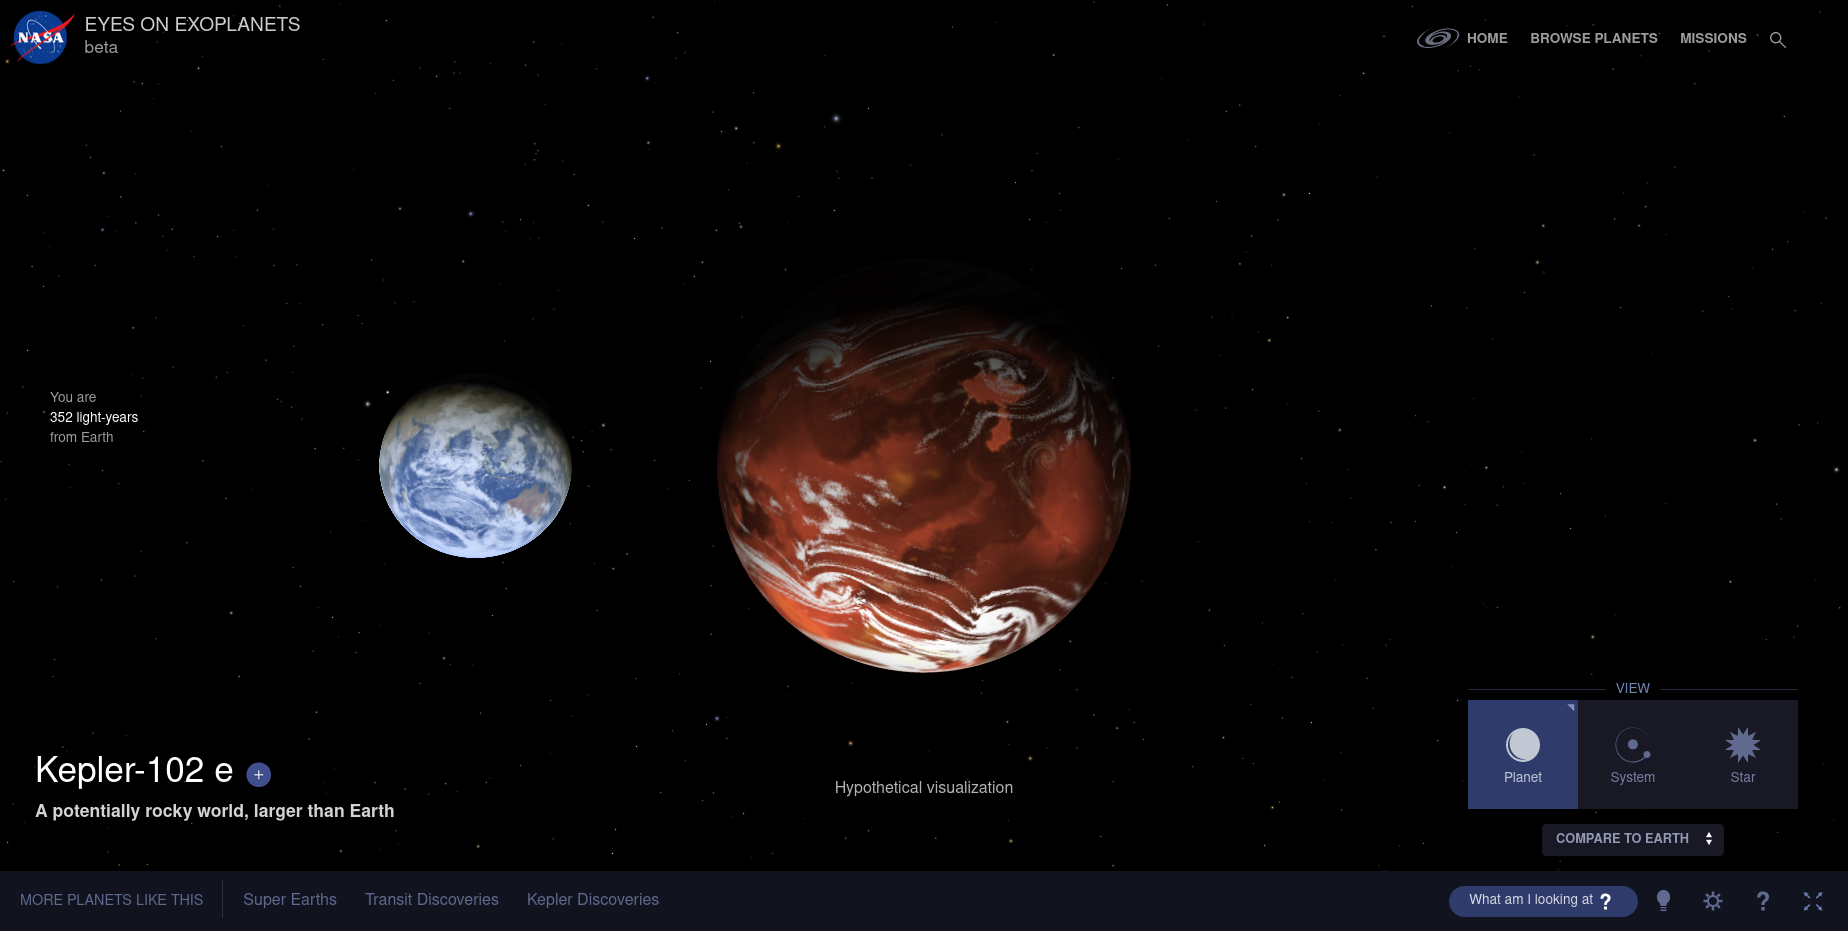 NASA
EYES ON EXOPLANETS
beta
HOME
BROWSE PLANETS
MISSIONS
You are
352 light-years
from Earth
Kepler-102 e +
A potentially rocky world, larger than Earth
Hypothetical visualization
VIEW
Planet
System
Star
COMPARE TO EARTH
MORE PLANETS LIKE THIS
Super Earths
Transit Discoveries
Kepler Discoveries
What am I looking at ?
?